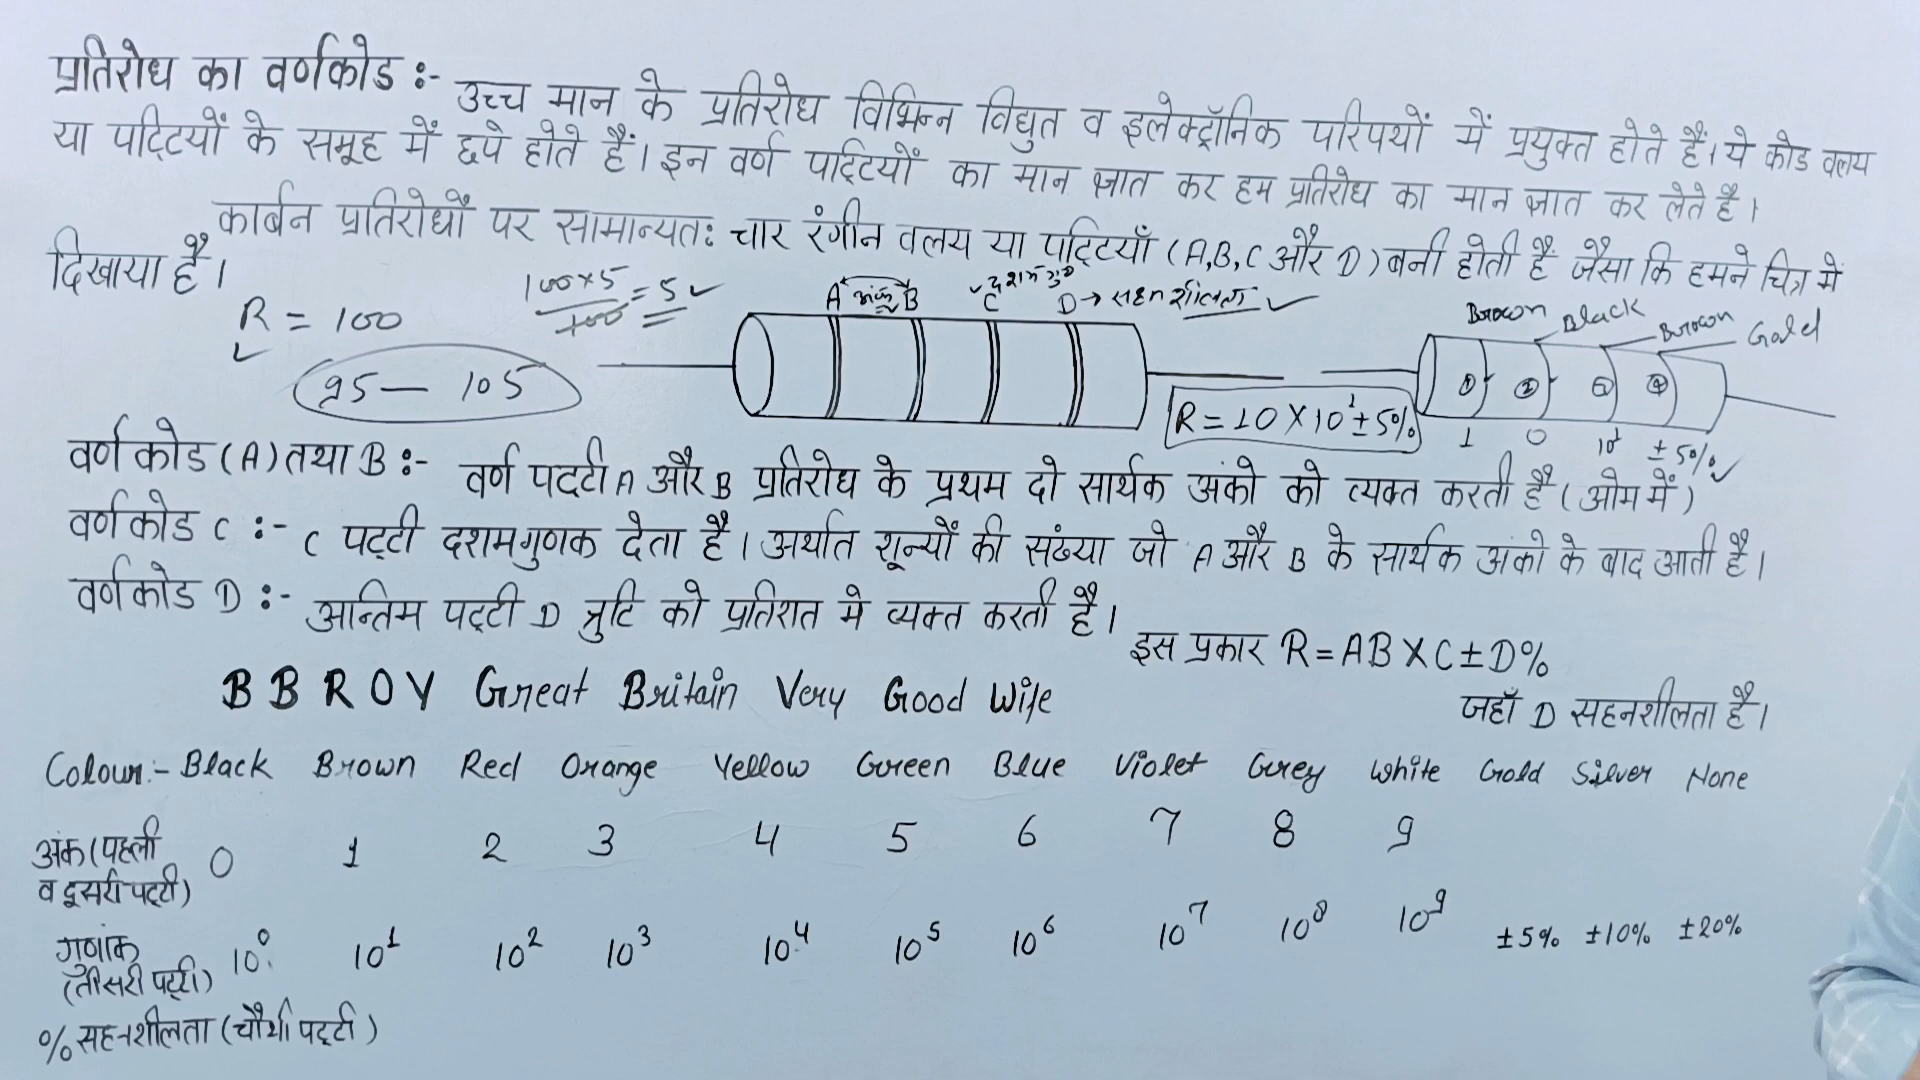 प्रतिरोध का वर्णकोड :- उच्च मान के प्रतिरोध विभिन्न विद्युत व इलेक्ट्रॉनिक परिपथों में प्रयुक्त होते हैं। ये कोड वलय
या पट्टियों के समूह में छपे होते हैं। इन वर्ण पट्टियों का मान ज्ञात कर हम प्रतिरोध का मान ज्ञात कर लेते है।
कार्बन प्रतिरोधों पर सामान्यतः चार रंगीन वलय या पट्टियाँ (A,B,C और D) बनी होती हैं जैसा कि हमने चित्र में
दिखाया है।
R = 100
100×5/100 = 5
95 — 105
A अंक B
C
D → सहनशीलता
Brown Black Brown Gold
1 2 3 4
1 0 10¹ ±5%
R = 10 × 10¹ ± 5%
वर्ण कोड (A) तथा B :- वर्ण पट्टी A और B प्रतिरोध के प्रथम दो सार्थक अंको को व्यक्त करती है (ओम में)
वर्ण कोड C :- C पट्टी दशमगुणक देता है। अर्थात शून्यों की संख्या जो A और B के सार्थक अंको के बाद आती है।
वर्ण कोड D :- अन्तिम पट्टी D त्रुटि को प्रतिशत मे व्यक्त करती है।
इस प्रकार R = AB × C ± D%
जहाँ D सहनशीलता है।
B B R O Y Great Britain Very Good Wife
Colour :- Black Brown Red Orange Yellow Green Blue Violet Grey White Gold Silver None
अंक (पहली व दूसरी पट्टी) 0 1 2 3 4 5 6 7 8 9
गुणांक (तीसरी पट्टी) 10⁰ 10¹ 10² 10³ 10⁴ 10⁵ 10⁶ 10⁷ 10⁸ 10⁹ ±5% ±10% ±20%
% सहनशीलता (चौथी पट्टी)